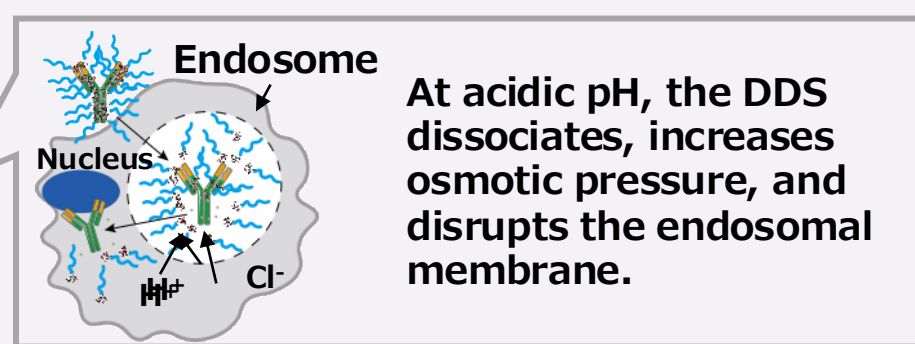 Endosome
Nucleus
H+
H+
Cl-
At acidic pH, the DDS
dissociates, increases
osmotic pressure, and
disrupts the endosomal
membrane.